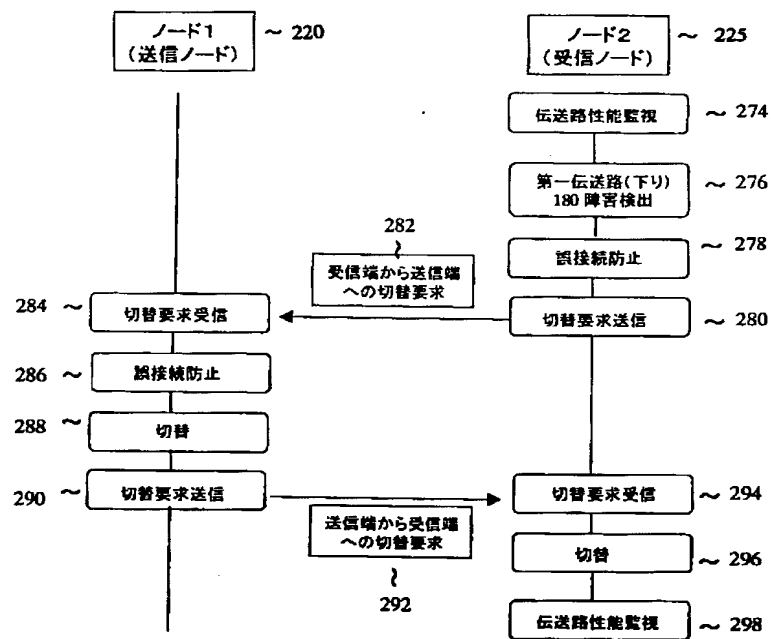 ノード1
(送信ノード)
～ 220
ノード2
(受信ノード)
～ 225
伝送路性能監視
～ 274
第一伝送路(下り)
180 障害検出
～ 276
誤接続防止
～ 278
282
～
受信端から送信端
への切替要求
284 ～
切替要求受信
切替要求送信
～ 280
286 ～
誤接続防止
288 ～
切替
290 ～
切替要求送信
送信端から受信端
への切替要求
～
292
切替要求受信
～ 294
切替
～ 296
伝送路性能監視
～ 298